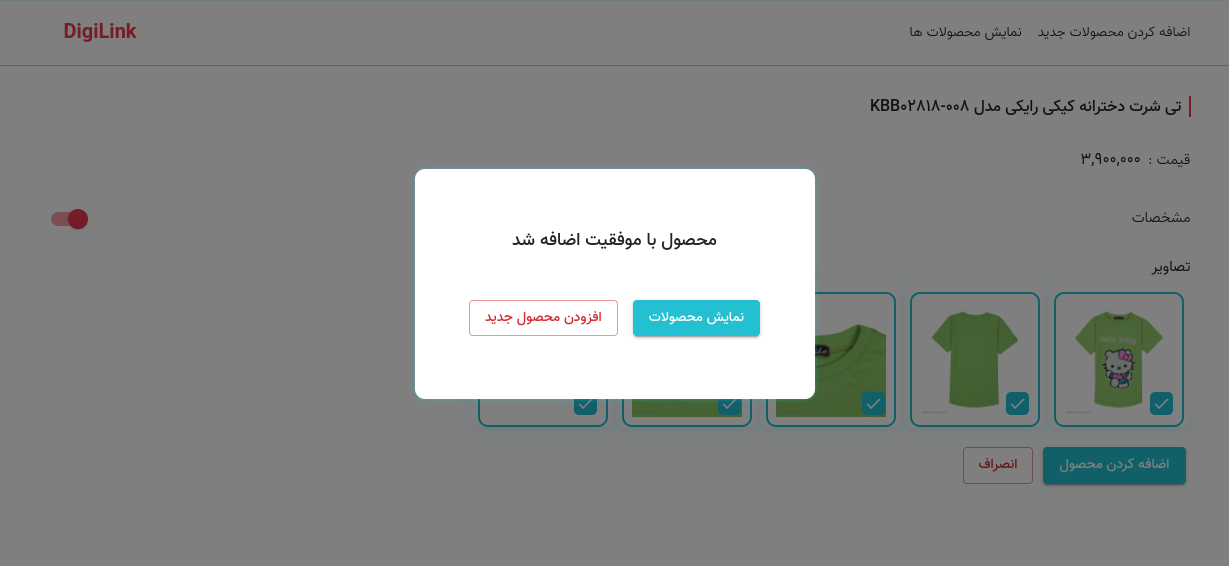 اضافه کردن محصولات جدید
نمایش محصولات ها
DigiLink
تی شرت دخترانه کیکی رایکی مدل KBB۰۲۸۱۸-۰۰۸
قیمت : ۳,۹۰۰,۰۰۰
مشخصات
تصاویر
محصول با موفقیت اضافه شد
نمایش محصولات
افزودن محصول جدید
اضافه کردن محصول
انصراف